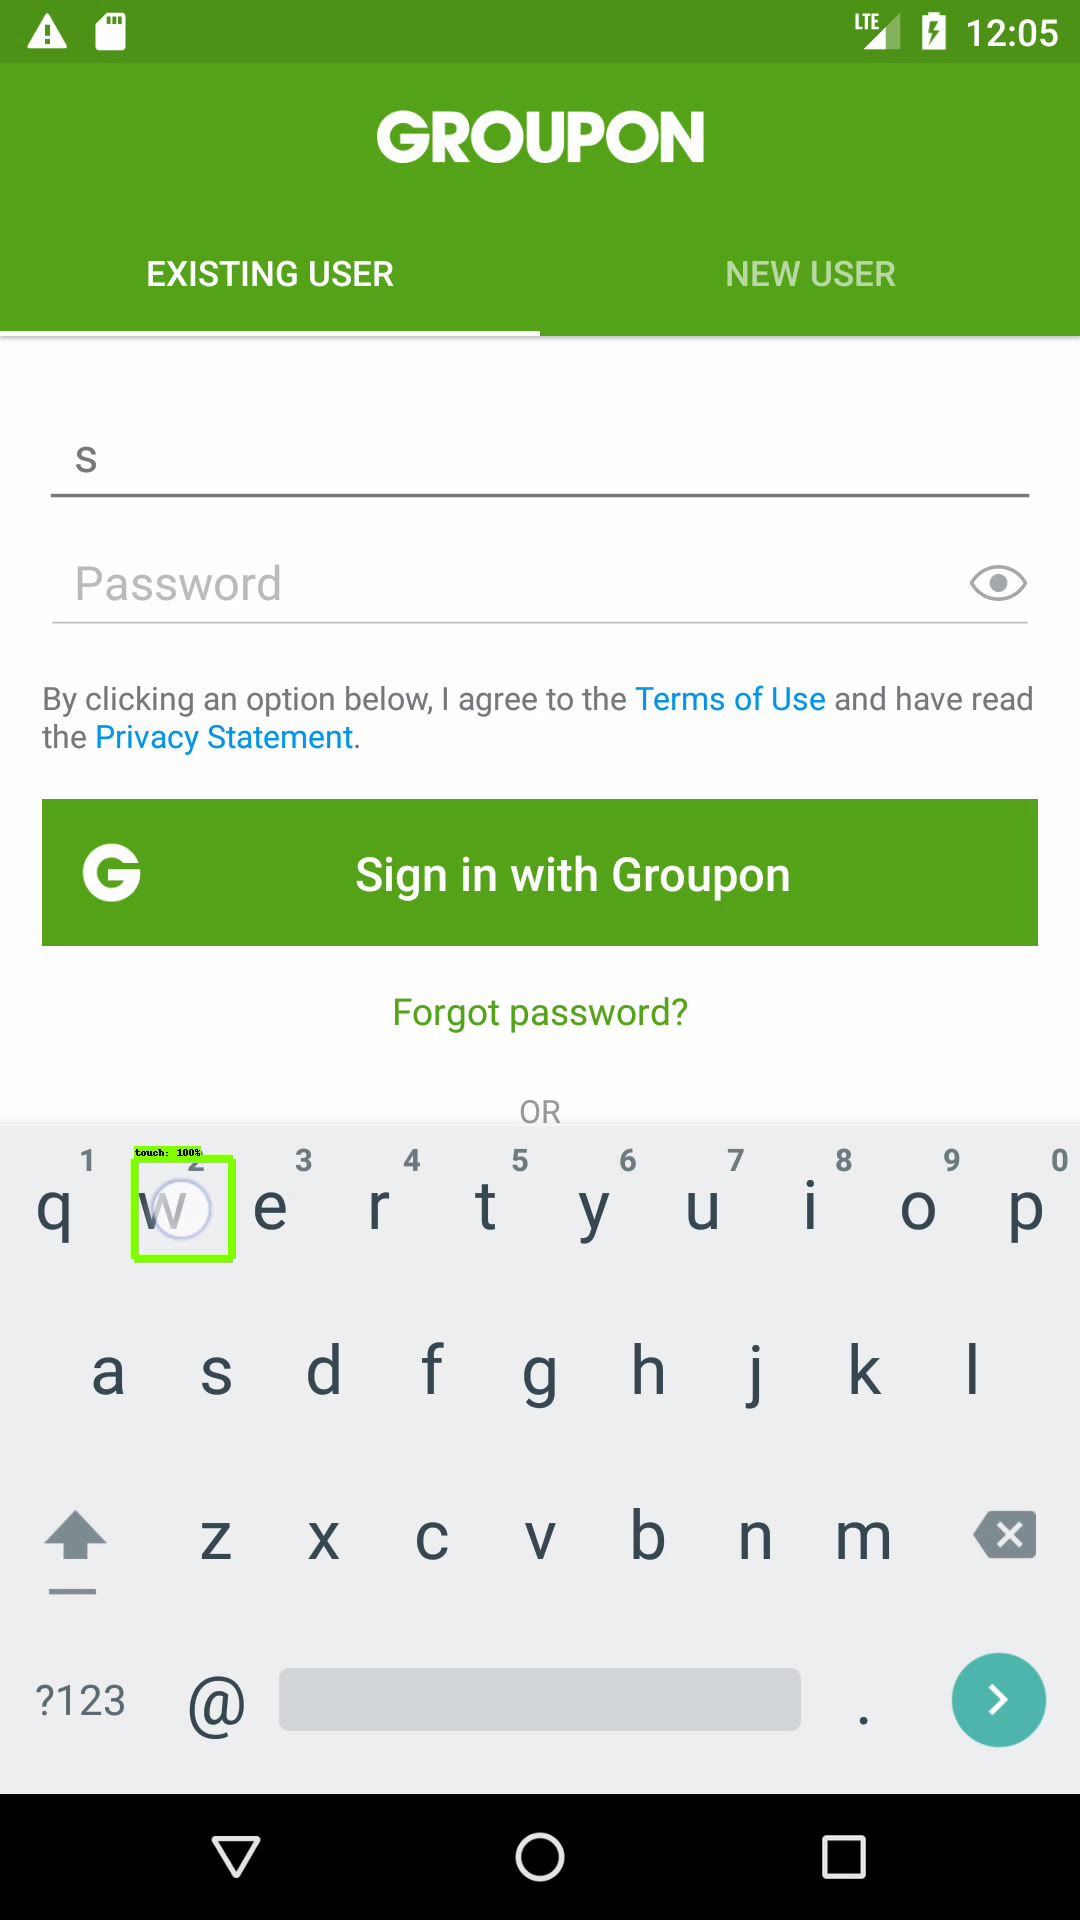 LTE 12:05
GROUPON
EXISTING USER NEW USER
s
Password
By clicking an option below, I agree to the Terms of Use and have read
the Privacy Statement.
G Sign in with Groupon
Forgot password?
OR
touch: 100%
1 2 3 4 5 6 7 8 9 0
q w e r t y u i o p
a s d f g h j k l
z x c v b n m
?123 @ .